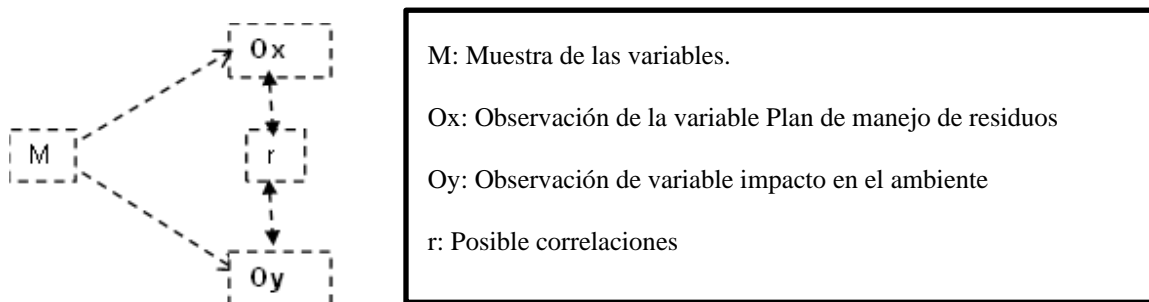 Ox
M
r
Oy
M: Muestra de las variables.
Ox: Observación de la variable Plan de manejo de residuos
Oy: Observación de variable impacto en el ambiente
r: Posible correlaciones